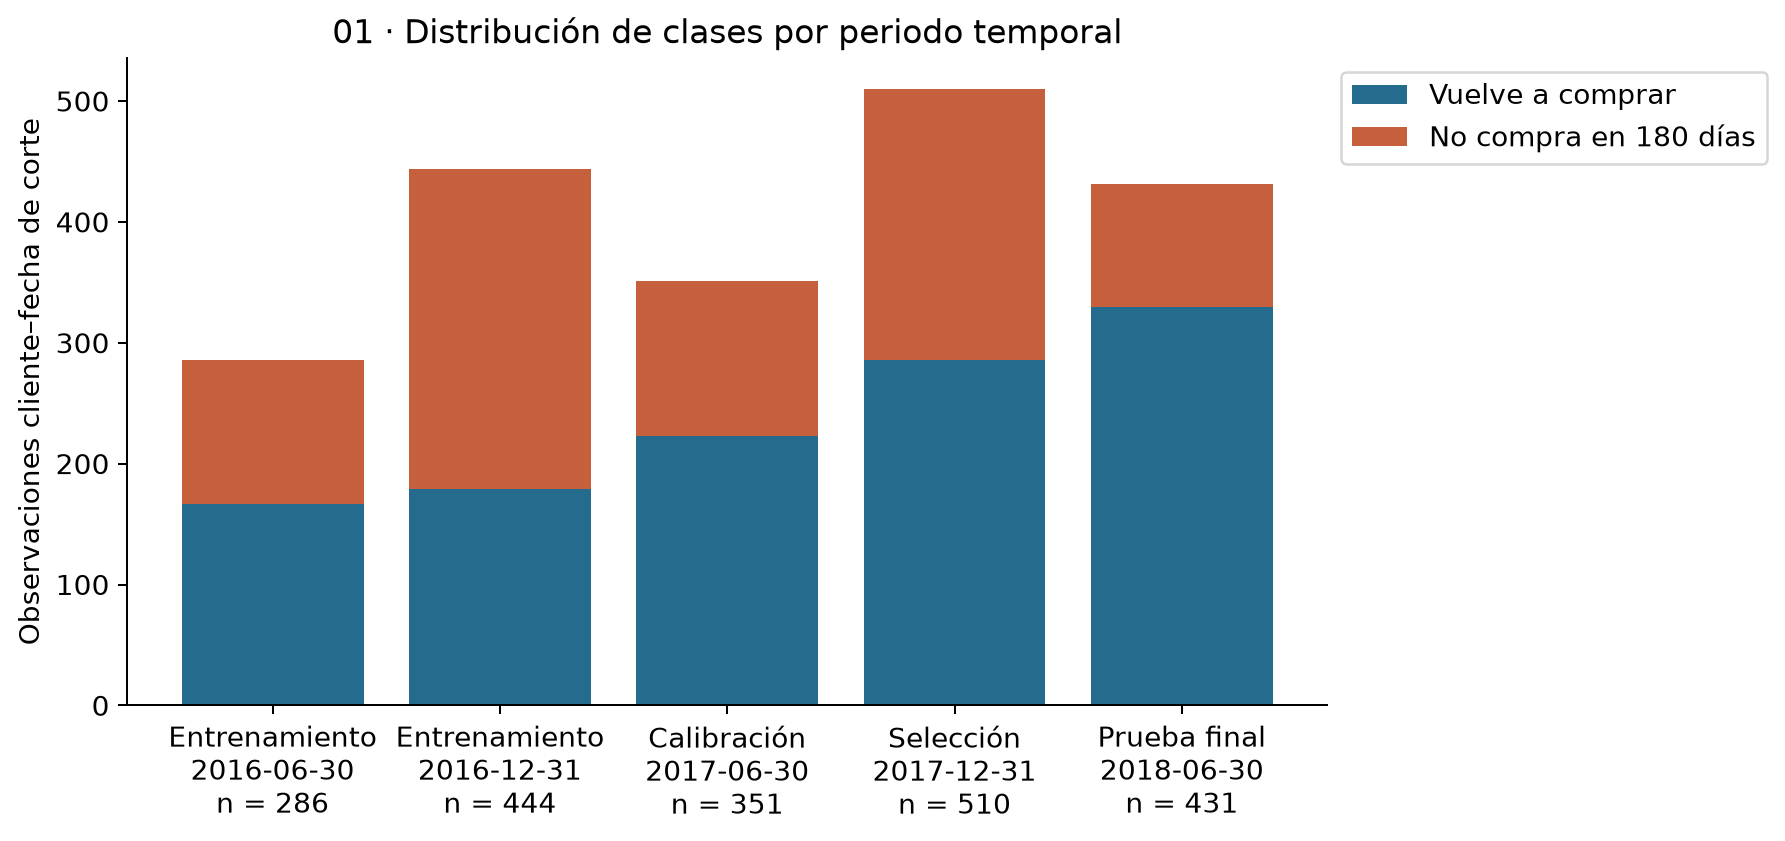 01 · Distribución de clases por periodo temporal
Vuelve a comprar
No compra en 180 días
Observaciones cliente–fecha de corte
500
400
300
200
100
0
Entrenamiento
2016-06-30
n = 286
Entrenamiento
2016-12-31
n = 444
Calibración
2017-06-30
n = 351
Selección
2017-12-31
n = 510
Prueba final
2018-06-30
n = 431